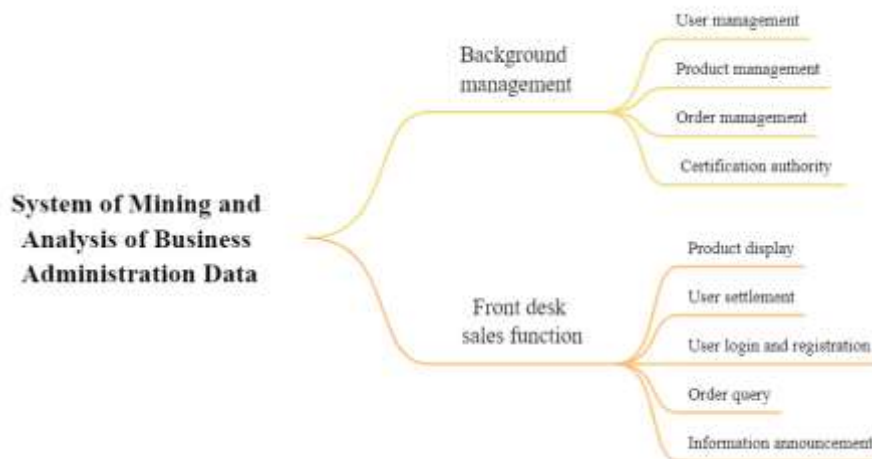 System of Mining and
Analysis of Business
Administration Data
Background
management
User management
Product management
Order management
Certification authority
Front desk
sales function
Product display
User settlement
User login and registration
Order query
Information announcement